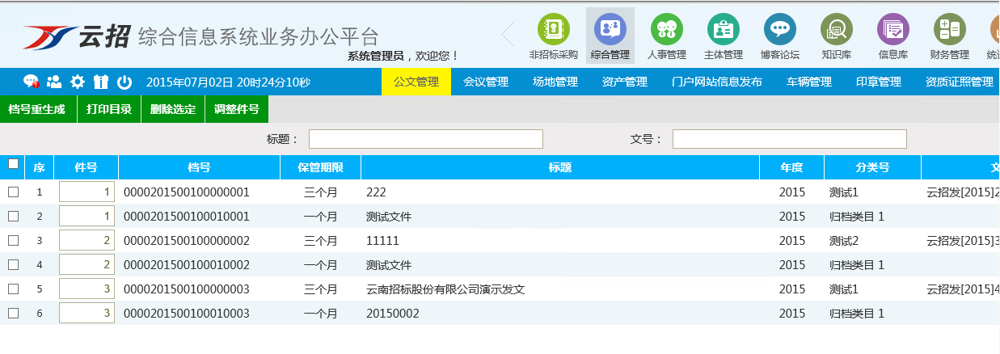 云招 综合信息系统业务办公平台
系统管理员，欢迎您！
非招标采购 综合管理 人事管理 主体管理 博客论坛 知识库 信息库 财务管理
2015年07月02日 20时24分10秒 公文管理 会议管理 场地管理 资产管理 门户网站信息发布 车辆管理 印章管理 资质证照管理
档号重生成 打印目录 删除选定 调整件号
标题： 文号：
序 件号 档号 保管期限 标题 年度 分类号
1 1 0000201500100000001 三个月 222 2015 测试1 云招发[2015]2
2 1 0000201500100010001 一个月 测试文件 2015 归档类目 1
3 2 0000201500100000002 三个月 11111 2015 测试2 云招发[2015]3
4 2 0000201500100010002 一个月 测试文件 2015 归档类目 1
5 3 0000201500100000003 三个月 云南招标股份有限公司演示发文 2015 测试1 云招发[2015]4
6 3 0000201500100010003 一个月 20150002 2015 归档类目 1